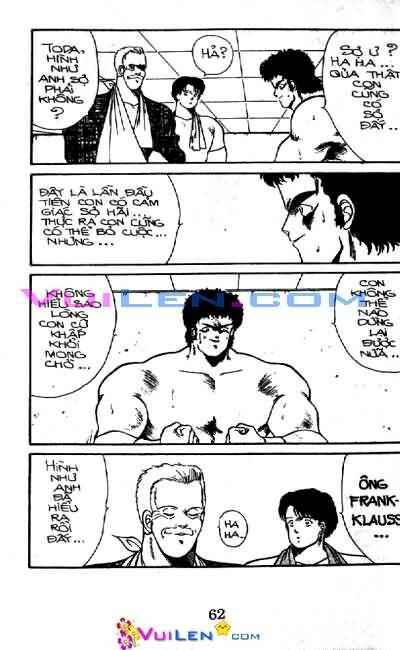 TODA,
HÌNH
NHƯ
ANH SỢ
PHẢI
KHÔNG
?
HẢ?
SỢ Ư ?
HA HA ...
QUẢ THẬT
CON
CŨNG
CÓ
SỢ
ĐẤY...
ĐÂY LÀ LẦN ĐẦU
TIÊN CON CÓ CẢM
GIÁC SỢ HÃI...
THỰC RA CON CŨNG
CÓ THỂ BỎ CUỘC...
NHƯNG ...
KHÔNG
HIỂU SAO
LÒNG
CON CỨ
KHẤP
KHỞI
MONG
CHỜ...
CON
KHÔNG
THỂ
NÀO
DỪNG
LẠI
ĐƯỢC
NỮA..
VUILEN.COM
HÌNH
NHƯ
ANH
ĐÃ
HIỂU
RA
RỒI
ĐẤY...
HA
HA..
ÔNG
FRANK-
KLAUSS
...
62
VUILEN COM